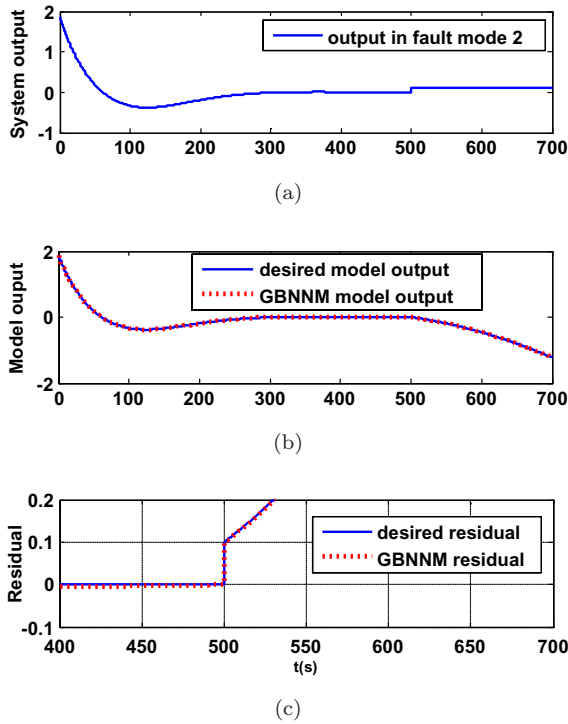 System output
2
1
0
-1
output in fault mode 2
0 100 200 300 400 500 600 700
(a)
Model ouput
2
0
-2
desired model output
GBNNM model output
0 100 200 300 400 500 600 700
(b)
Residual
0.2
0.1
0
-0.1
desired residual
GBNNM residual
400 450 500 550 600 650 700
t(s)
(c)